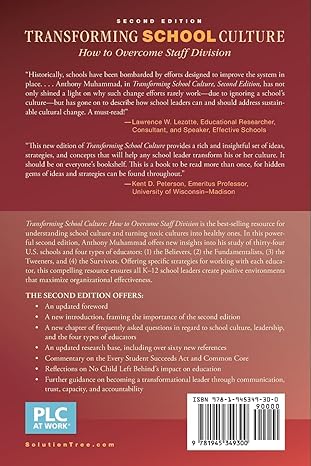 SECOND EDITION
TRANSFORMING SCHOOL CULTURE
How to Overcome Staff Division
"Historically, schools have been bombarded by efforts designed to improve the system in
place. . . . Anthony Muhammad, in Transforming School Culture, Second Edition, has not
only shined a light on why such change efforts rarely work—due to ignoring a school's
culture—but has gone on to describe how school leaders can and should address sustain-
able cultural change. A must-read!"
—Lawrence W. Lezotte, Educational Researcher,
Consultant, and Speaker, Effective Schools
"This new edition of Transforming School Culture provides a rich and insightful set of ideas,
strategies, and concepts that will help any school leader transform his or her culture. It
should be on everyone's bookshelf. This is a book to be read more than once, for hidden
gems of ideas and strategies can be found throughout."
—Kent D. Peterson, Emeritus Professor,
University of Wisconsin–Madison
Transforming School Culture: How to Overcome Staff Division is the best-selling resource for
understanding school culture and turning toxic cultures into healthy ones. In this power-
ful second edition, Anthony Muhammad offers new insights into his study of thirty-four
U.S. schools and four types of educators: (1) the Believers, (2) the Fundamentalists, (3)
the Tweeners, and (4) the Survivors. Offering specific strategies for working with each educa-
tor, this compelling resource ensures all K–12 school leaders create positive environments
that maximize organizational effectiveness.
THE SECOND EDITION OFFERS:
• An updated foreword
• A new introduction, framing the importance of the second edition
• A new chapter of frequently asked questions in regard to school culture, leadership,
and the four types of educators
• An updated research base, including over sixty new references
• Commentary on the Every Student Succeeds Act and Common Core
• Reflections on No Child Left Behind's impact on education
• Further guidance on becoming a transformational leader through communication,
trust, capacity, and accountability
PLC
AT WORK®
SolutionTree.com
ISBN 978-1-945349-30-0
90000
9 781945 349300